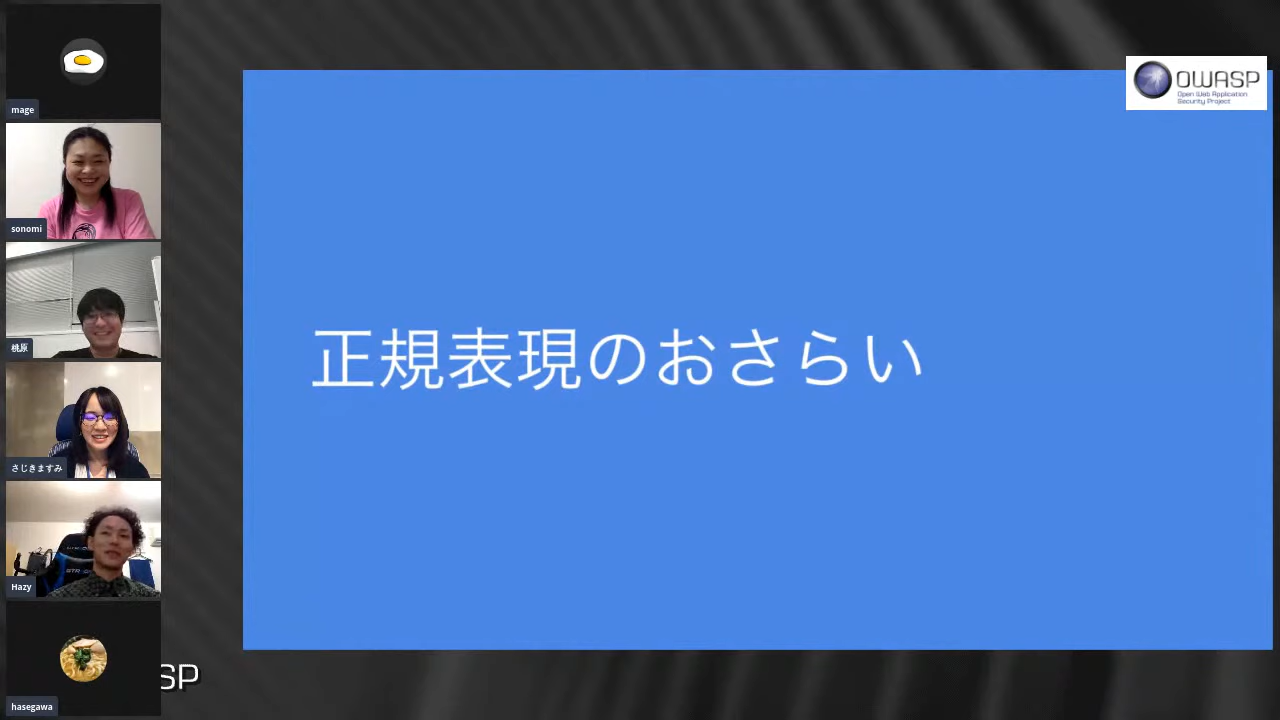 mage
sonomi
桃原
さじきますみ
Hazy
hasegawa
正規表現のおさらい
OWASP
Open Web Application
Security Project
SP